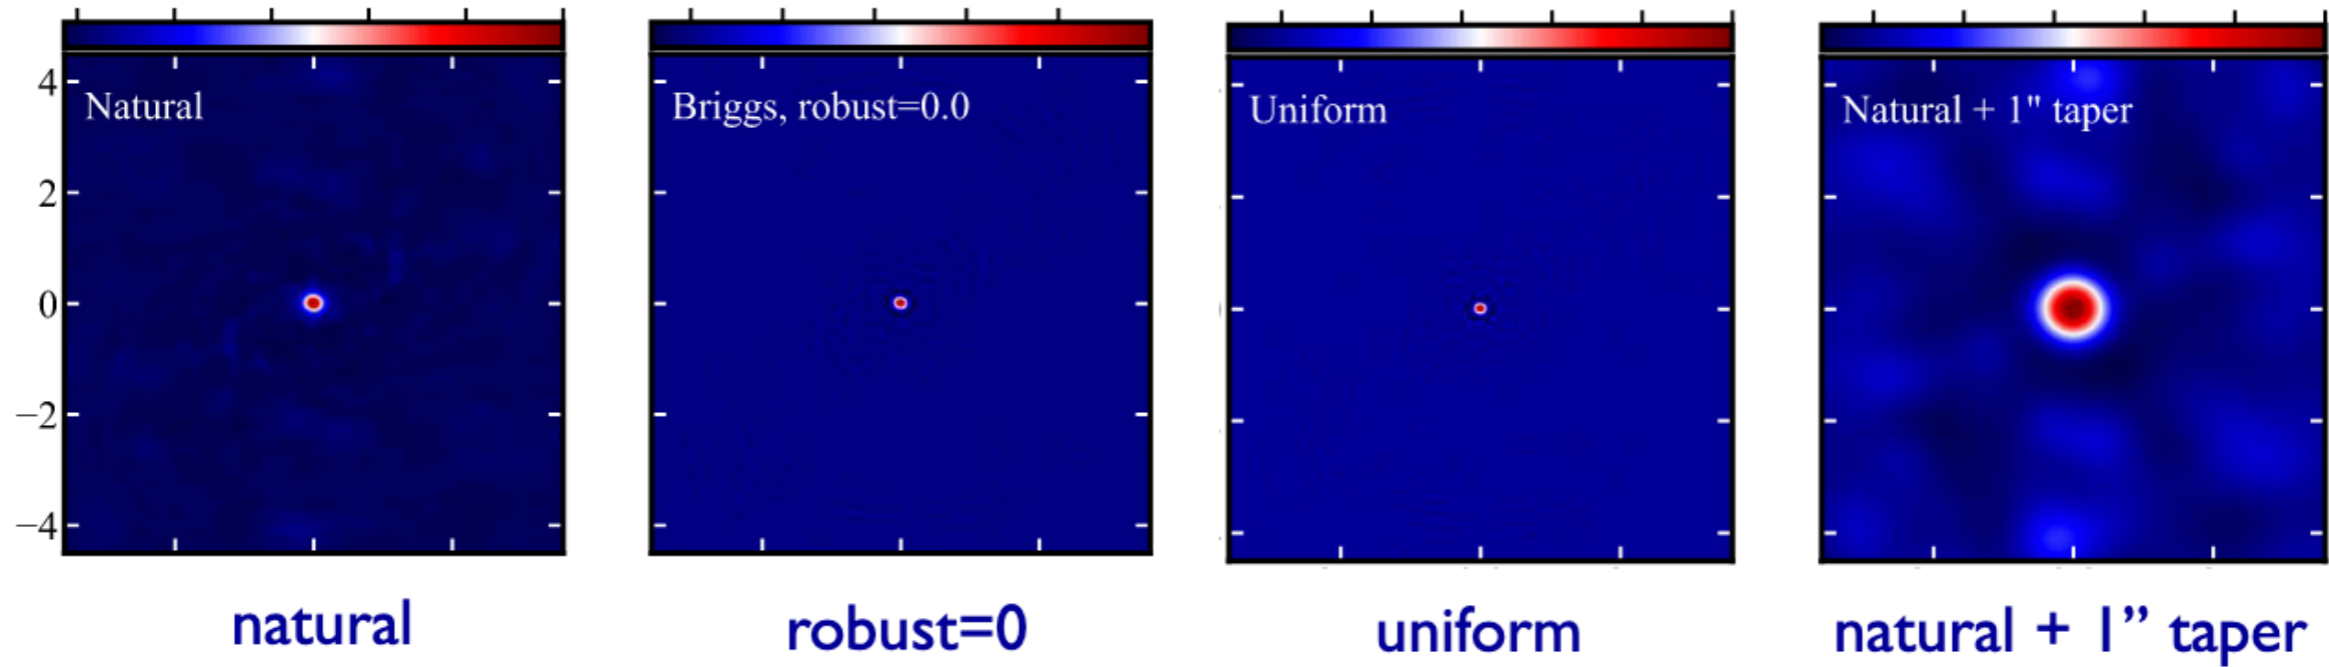 Natural
Briggs, robust=0.0
Uniform
Natural + 1" taper
4
2
0
−2
−4
natural
robust=0
uniform
natural + 1” taper